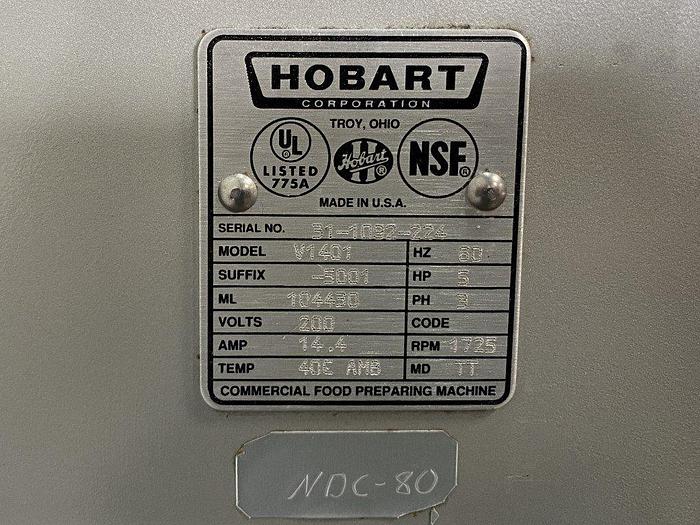 HOBART
CORPORATION
TROY, OHIO
UL
LISTED
775A
Hobart
NSF
MADE IN U.S.A.
SERIAL NO. 31-1092-224
MODEL V1401 HZ 60
SUFFIX -5001 HP 5
ML 104430 PH 3
VOLTS 200 CODE
AMP 14.4 RPM 1725
TEMP 40C AMB MD TT
COMMERCIAL FOOD PREPARING MACHINE
NDC-80